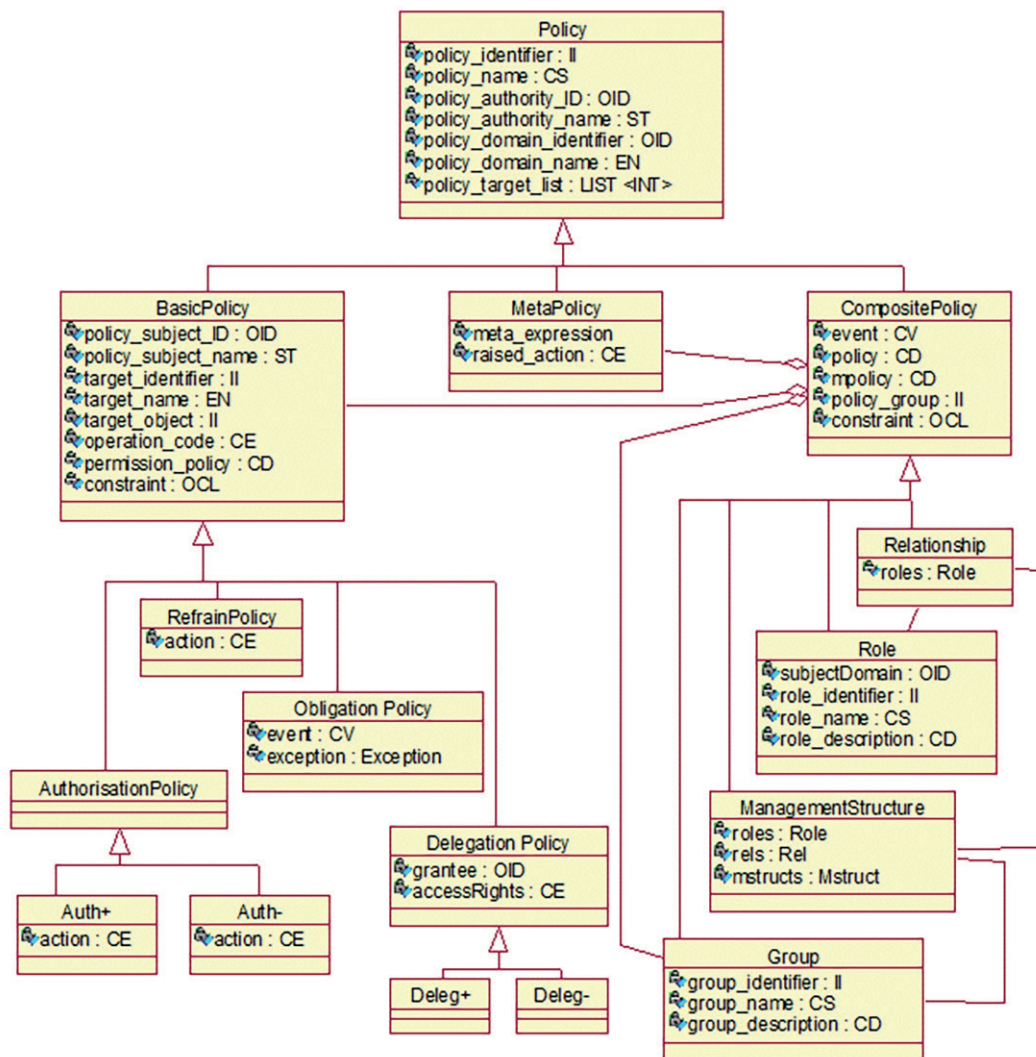 Policy
policy_identifier : II
policy_name : CS
policy_authority_ID : OID
policy_authority_name : ST
policy_domain_identifier : OID
policy_domain_name : EN
policy_target_list : LIST <INT>
BasicPolicy
policy_subject_ID : OID
policy_subject_name : ST
target_identifier : II
target_name : EN
target_object : II
operation_code : CE
permission_policy : CD
constraint : OCL
MetaPolicy
meta_expression
raised_action : CE
CompositePolicy
event : CV
policy : CD
mpolicy : CD
policy_group : II
constraint : OCL
Relationship
roles : Role
RefrainPolicy
action : CE
Role
subjectDomain : OID
role_identifier : II
role_name : CS
role_description : CD
Obligation Policy
event : CV
exception : Exception
AuthorisationPolicy
ManagementStructure
roles : Role
rels : Rel
mstructs : Mstruct
Delegation Policy
grantee : OID
accessRights : CE
Auth+
action : CE
Auth-
action : CE
Group
group_identifier : II
group_name : CS
group_description : CD
Deleg+
Deleg-